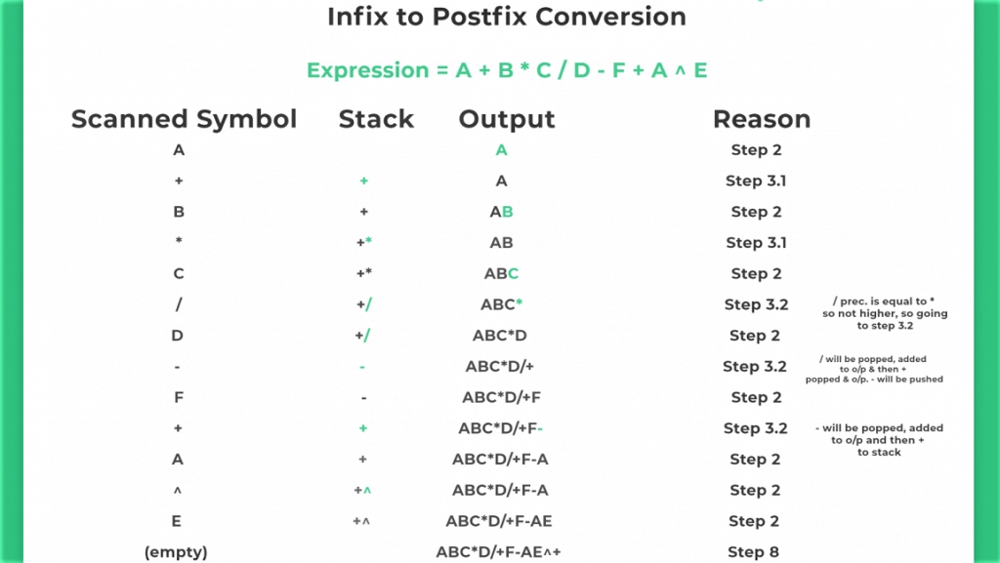 Infix to Postfix Conversion
Expression = A + B * C / D - F + A ^ E
Scanned Symbol Stack Output Reason
A A Step 2
+ + A Step 3.1
B + AB Step 2
* +* AB Step 3.1
C +* ABC Step 2
/ +/ ABC* Step 3.2
/ prec. is equal to *
so not higher, so going
to step 3.2
D +/ ABC*D Step 2
- - ABC*D/+ Step 3.2
/ will be popped, added
to o/p & then +
popped & o/p. - will be pushed
F - ABC*D/+F Step 2
+ + ABC*D/+F- Step 3.2
- will be popped, added
to o/p and then +
to stack
A + ABC*D/+F-A Step 2
^ +^ ABC*D/+F-A Step 2
E +^ ABC*D/+F-AE Step 2
(empty) ABC*D/+F-AE^+ Step 8